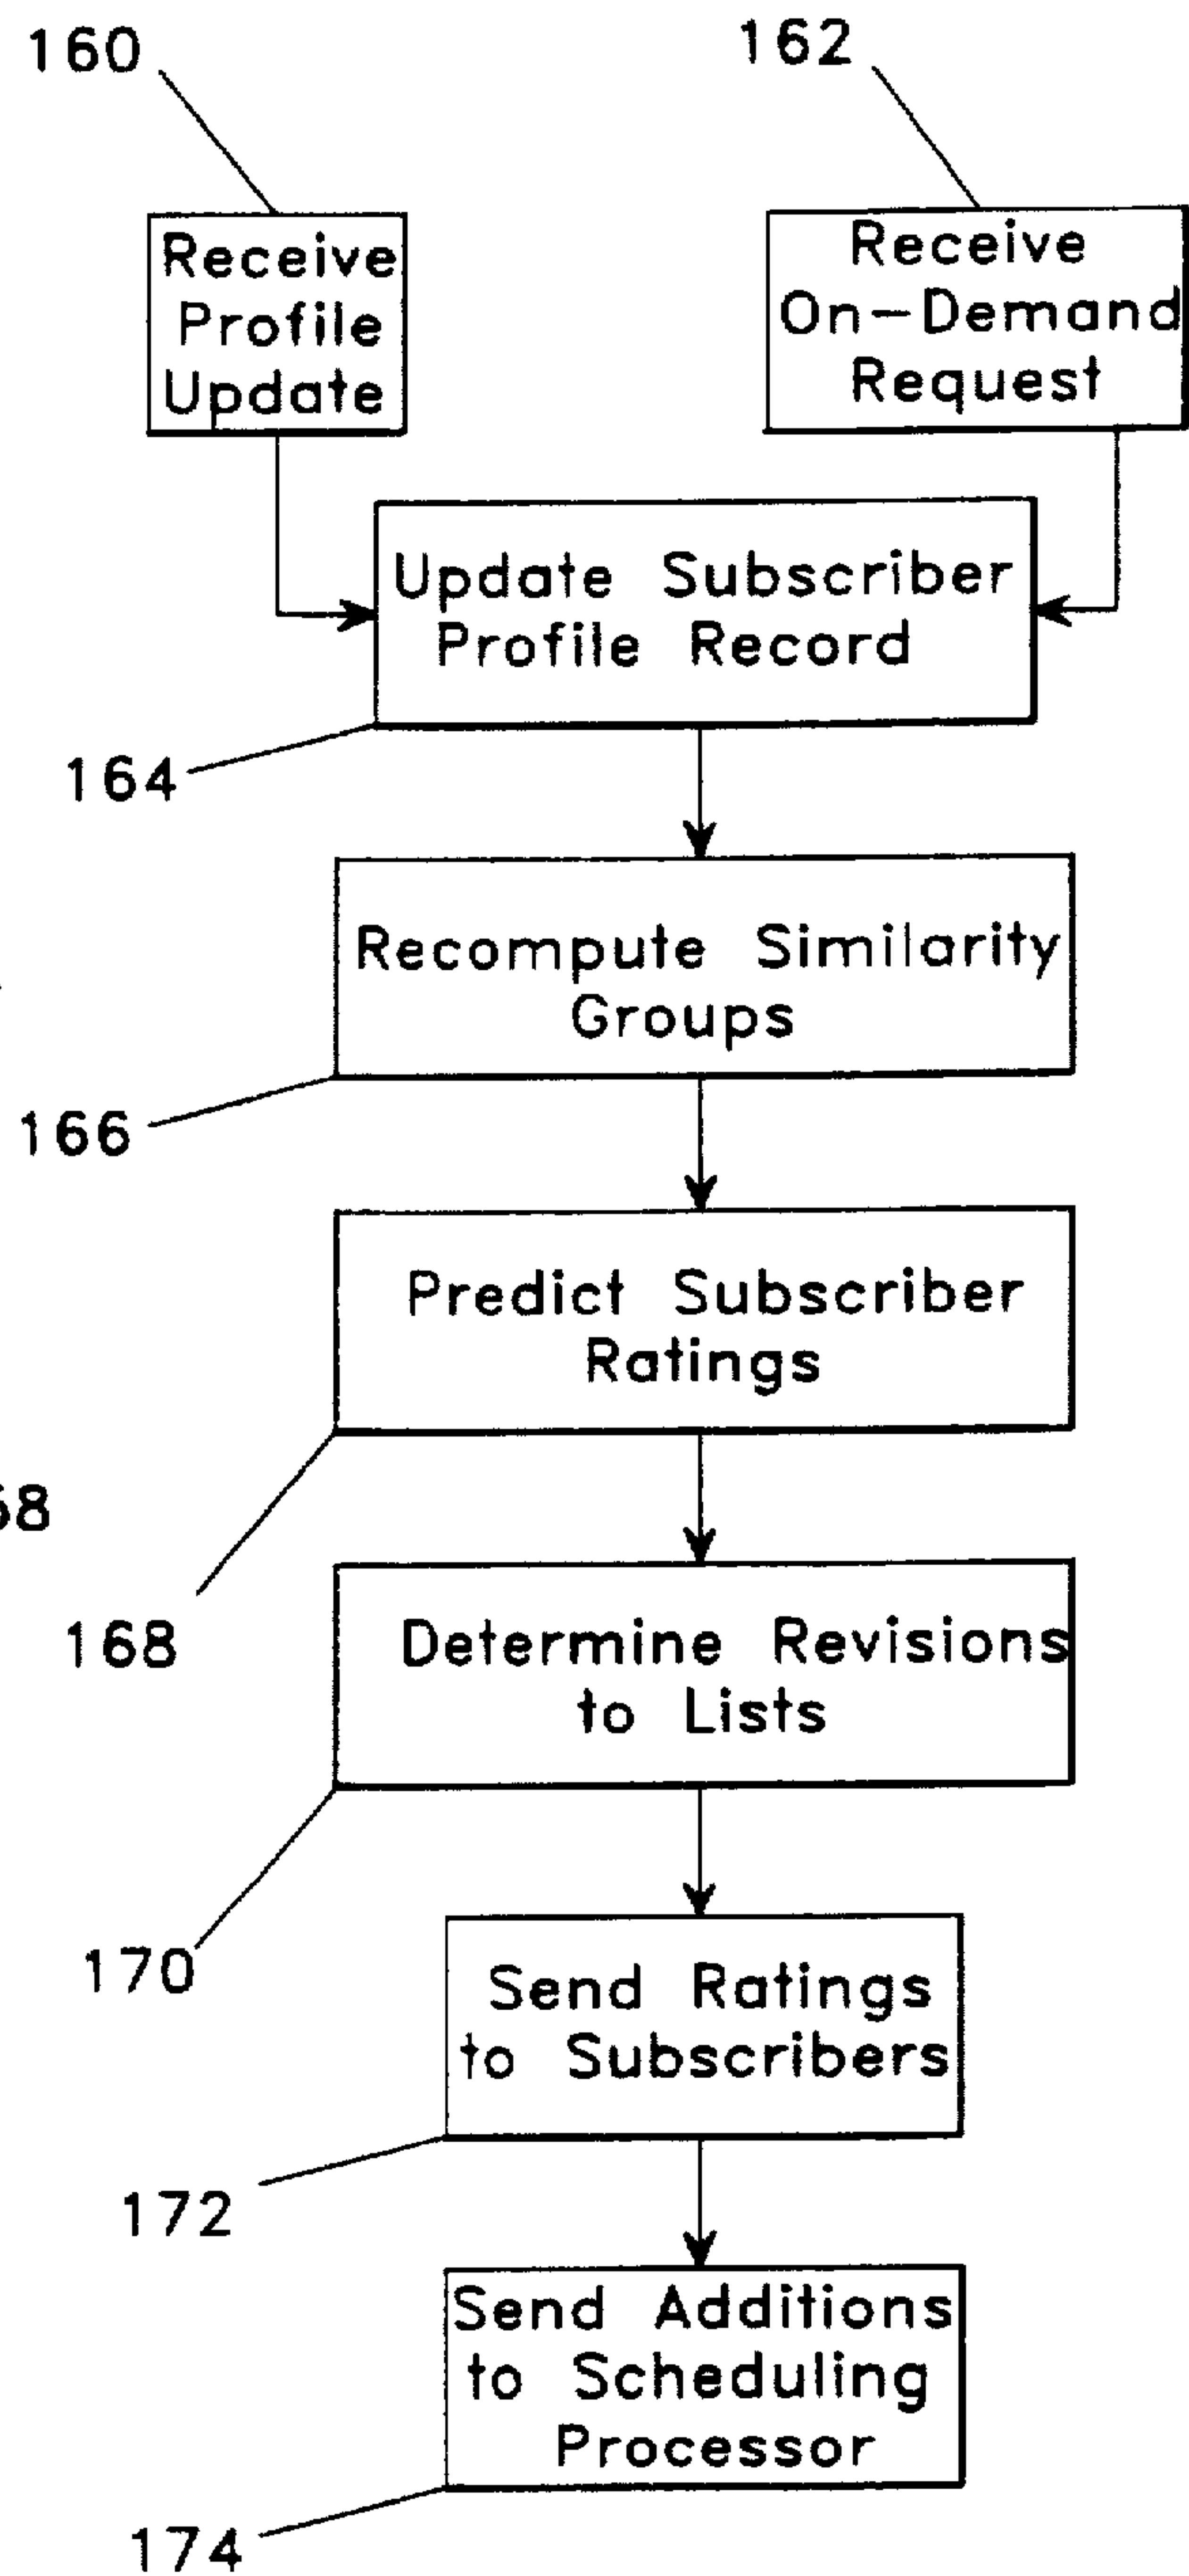 160
162
Receive
Profile
Update
Receive
On-Demand
Request
Update Subscriber
Profile Record
164
Recompute Similarity
Groups
166
Predict Subscriber
Ratings
68
168
Determine Revisions
to Lists
170
Send Ratings
to Subscribers
172
Send Additions
to Scheduling
Processor
174